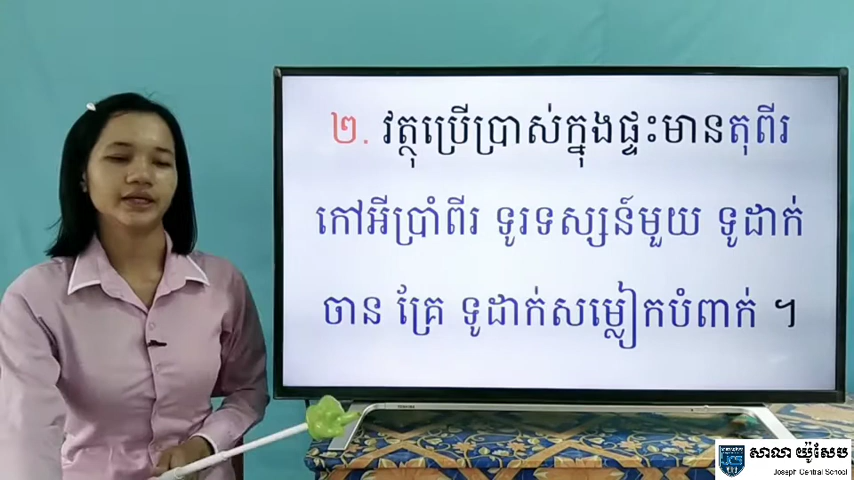 ២. វត្ថុប្រើប្រាស់ក្នុងផ្ទះមានតុពីរ
កៅអីប្រាំពីរ ទូរទស្សន៍មួយ ទូដាក់
ចាន គ្រែ ទូដាក់សម្លៀកបំពាក់ ។
TOSHIBA
សាលា យ៉ូសែប
Joseph Central School